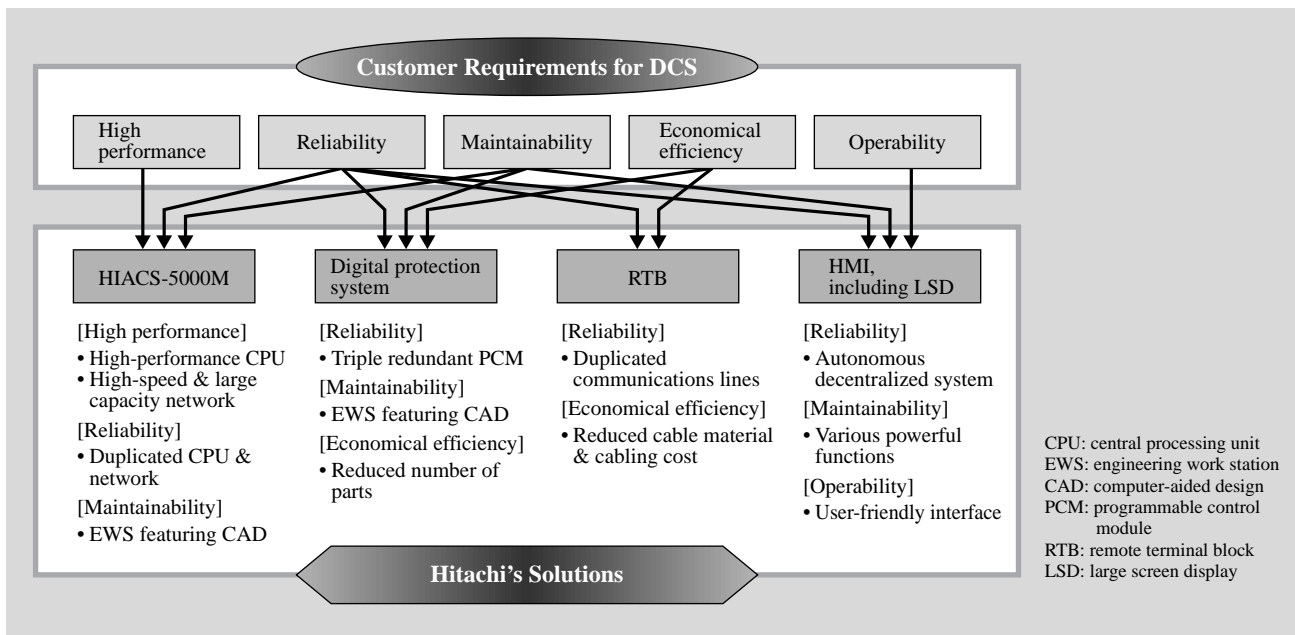 Customer Requirements for DCS
High
performance
Reliability
Maintainability
Economical
efficiency
Operability
HIACS-5000M
[High performance]
• High-performance CPU
• High-speed & large
capacity network
[Reliability]
• Duplicated CPU &
network
[Maintainability]
• EWS featuring CAD
Digital protection
system
[Reliability]
• Triple redundant PCM
[Maintainability]
• EWS featuring CAD
[Economical efficiency]
• Reduced number of
parts
RTB
[Reliability]
• Duplicated
communications lines
[Economical efficiency]
• Reduced cable material
& cabling cost
HMI,
including LSD
[Reliability]
• Autonomous
decentralized system
[Maintainability]
• Various powerful
functions
[Operability]
• User-friendly interface
Hitachi's Solutions
CPU: central processing unit
EWS: engineering work station
CAD: computer-aided design
PCM: programmable control
module
RTB: remote terminal block
LSD: large screen display